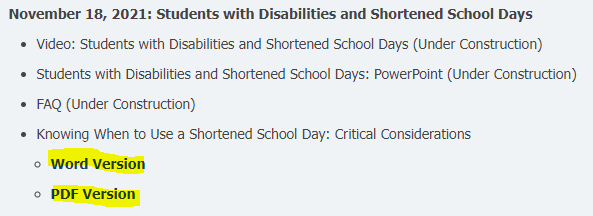 November 18, 2021: Students with Disabilities and Shortened School Days
• Video: Students with Disabilities and Shortened School Days (Under Construction)
• Students with Disabilities and Shortened School Days: PowerPoint (Under Construction)
• FAQ (Under Construction)
• Knowing When to Use a Shortened School Day: Critical Considerations
○ Word Version
○ PDF Version